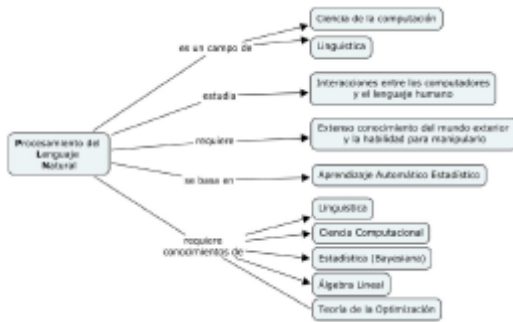 Procesamiento del
Lenguaje
Natural
es un campo de
Ciencia de la computación
Linguistica
estudia
Interacciones entre los computadores
y el lenguaje humano
requiere
Extenso conocimiento del mundo exterior
y la habilidad para manipularlo
se basa en
Aprendizaje Automático Estadístico
requiere
conocimientos de
Linguistica
Ciencia Computacional
Estadística (Bayesiana)
Álgebra Lineal
Teoría de la Optimización